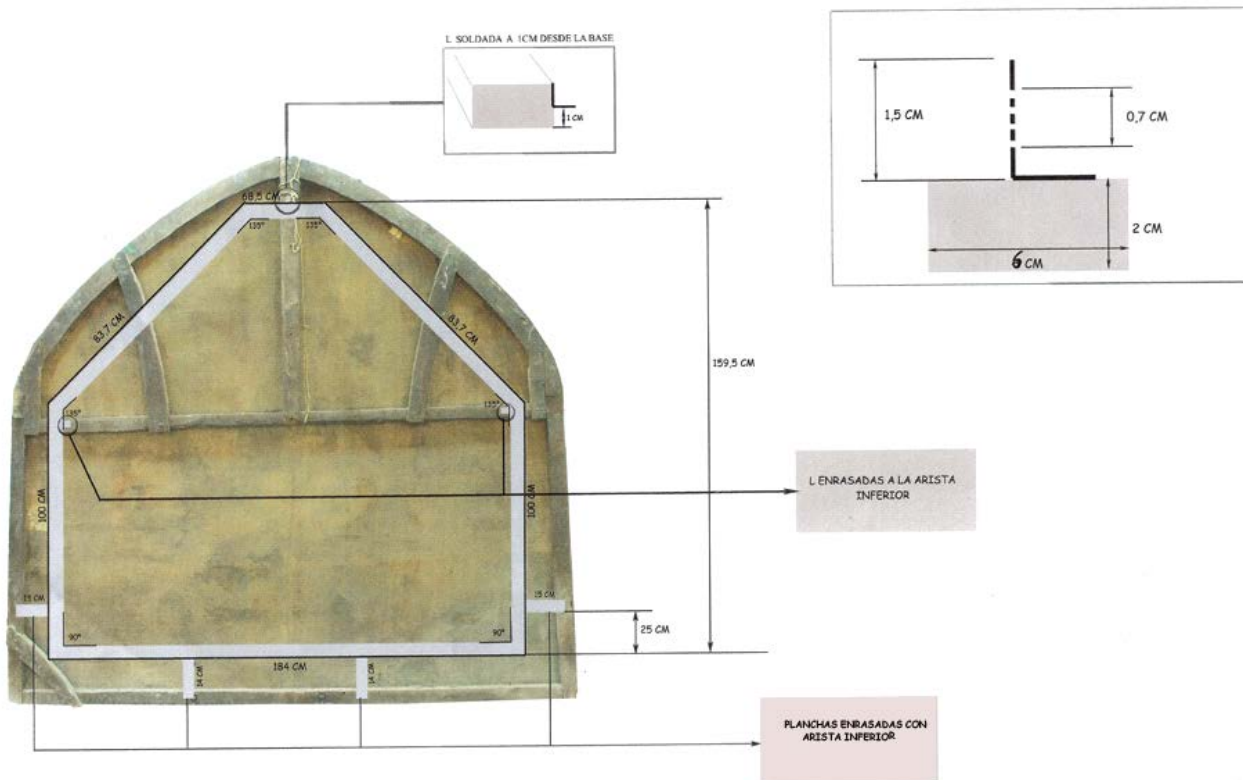 L SOLDADA A 1CM DESDE LA BASE
1 CM
1,5 CM
0,7 CM
2 CM
6 CM
68,5 CM
135°
135°
83,7 CM
83,7 CM
159,5 CM
135°
135°
L ENRASADAS A LA ARISTA
INFERIOR
100 CM
100 CM
15 CM
15 CM
25 CM
90°
90°
184 CM
14 CM
14 CM
PLANCHAS ENRASADAS CON
ARISTA INFERIOR